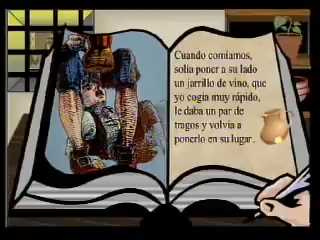 Cuando comíamos,
solía poner a su lado
un jarrillo de vino, que
yo cogía muy rápido,
le daba un par de
tragos y volvía a
ponerlo en su lugar.